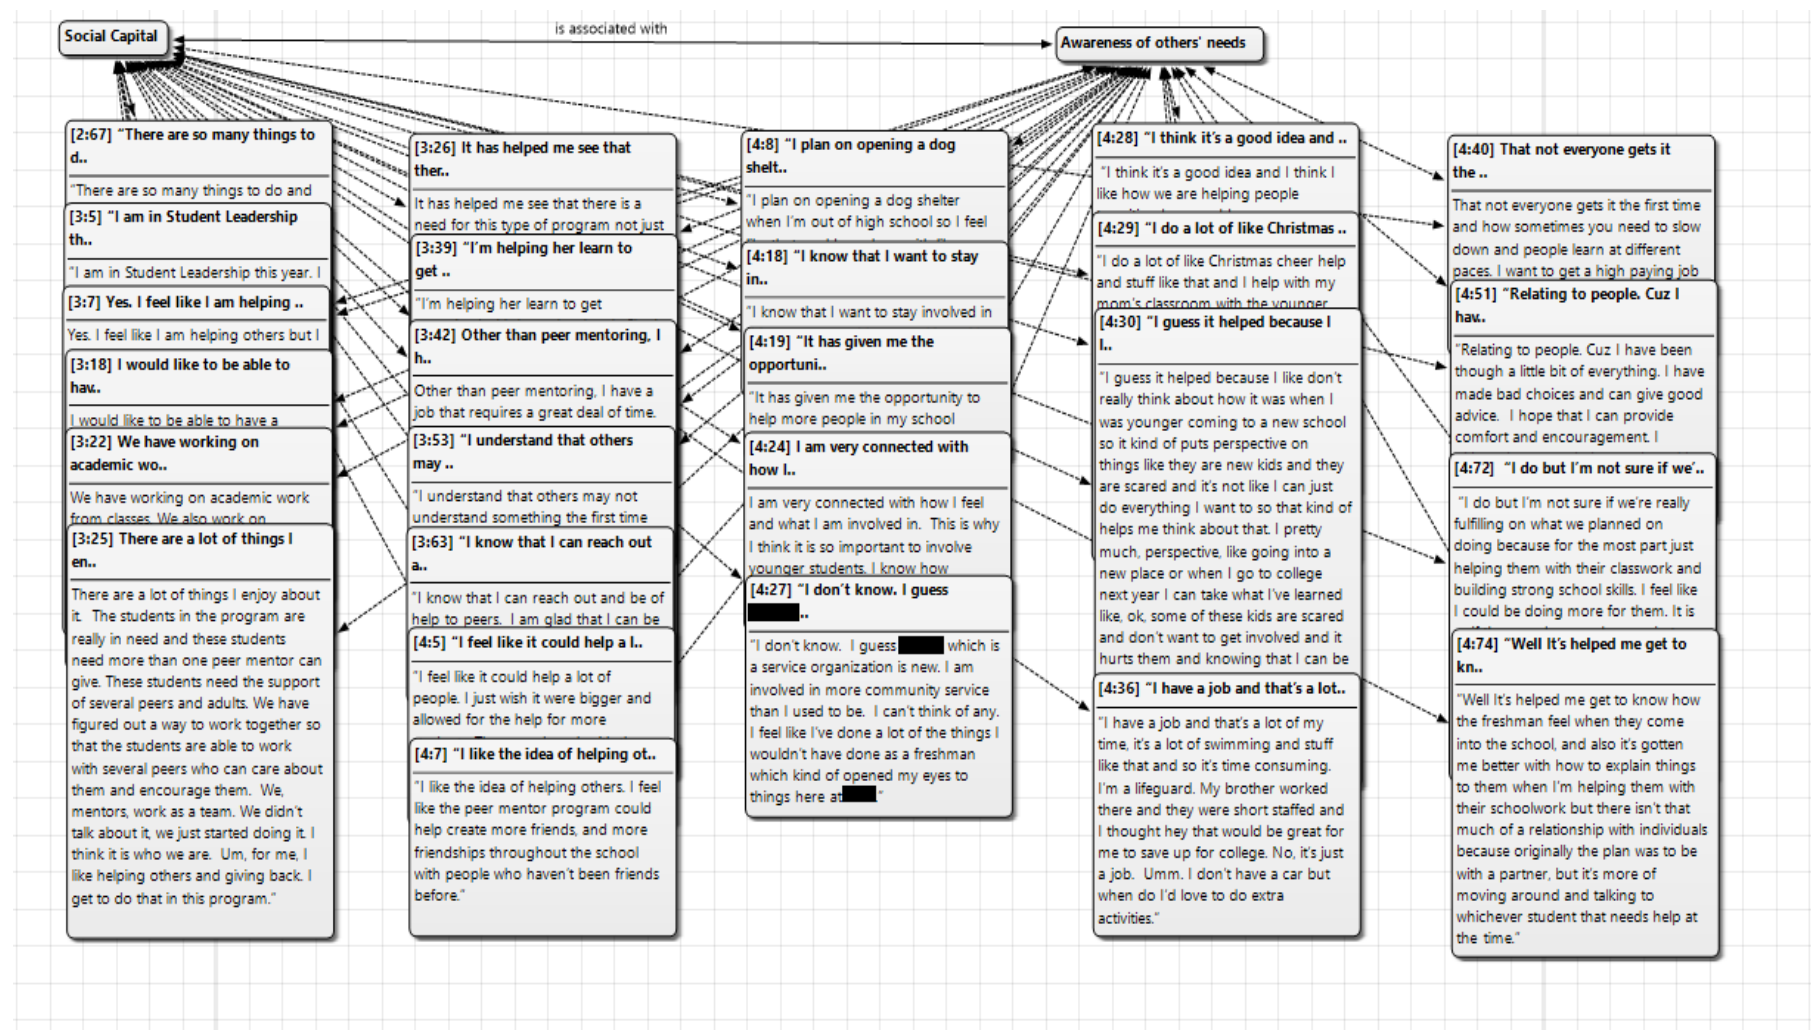 is associated with
Social Capital
Awareness of others' needs
[2:67] “There are so many things to
d..
“There are so many things to do and
[3:5] “I am in Student Leadership
th..
“I am in Student Leadership this year. I
[3:7] Yes. I feel like I am helping ..
Yes. I feel like I am helping others but I
[3:18] I would like to be able to
hav..
I would like to be able to have a
[3:22] We have working on
academic wo..
We have working on academic work
from classes. We also work on
[3:25] There are a lot of things I
en..
There are a lot of things I enjoy about
it.  The students in the program are
really in need and these students
need more than one peer mentor can
give. These students need the support
of several peers and adults. We have
figured out a way to work together so
that the students are able to work
with several peers who can care about
them and encourage them.  We,
mentors, work as a team. We didn't
talk about it, we just started doing it. I
think it is who we are.  Um, for me, I
like helping others and giving back. I
get to do that in this program.”
[3:26] It has helped me see that
ther..
It has helped me see that there is a
need for this type of program not just
[3:39] “I’m helping her learn to
get ..
“I’m helping her learn to get
[3:42] Other than peer mentoring, I
h..
Other than peer mentoring, I have a
job that requires a great deal of time.
[3:53] “I understand that others
may ..
“I understand that others may not
understand something the first time
[3:63] “I know that I can reach out
a..
“I know that I can reach out and be of
help to peers.  I am glad that I can be
[4:5] “I feel like it could help a l..
“I feel like it could help a lot of
people. I just wish it were bigger and
allowed for the help for more
[4:7] “I like the idea of helping ot..
“I like the idea of helping others. I feel
like the peer mentor program could
help create more friends, and more
friendships throughout the school
with people who haven’t been friends
before.”
[4:8] “I plan on opening a dog
shelt..
“I plan on opening a dog shelter
when I’m out of high school so I feel
[4:18] “I know that I want to stay
in..
“I know that I want to stay involved in
[4:19] “It has given me the
opportuni..
“It has given me the opportunity to
help more people in my school
[4:24] I am very connected with
how I..
I am very connected with how I feel
and what I am involved in.  This is why
I think it is so important to involve
younger students. I know how
[4:27] “I don’t know. I guess
..
“I don’t know.  I guess which is
a service organization is new. I am
involved in more community service
than I used to be.  I can’t think of any.
I feel like I’ve done a lot of the things I
wouldn’t have done as a freshman
which kind of opened my eyes to
things here at .”
[4:28] “I think it’s a good idea and ..
“I think it’s a good idea and I think I
like how we are helping people
[4:29] “I do a lot of like Christmas ..
“I do a lot of like Christmas cheer help
and stuff like that and I help with my
mom’s classroom with the younger
[4:30] “I guess it helped because I
l..
“I guess it helped because I like don’t
really think about how it was when I
was younger coming to a new school
so it kind of puts perspective on
things like they are new kids and they
are scared and it’s not like I can just
do everything I want to so that kind of
helps me think about that. I pretty
much, perspective, like going into a
new place or when I go to college
next year I can take what I’ve learned
like, ok, some of these kids are scared
and don’t want to get involved and it
hurts them and knowing that I can be
[4:36] “I have a job and that’s a lot..
“I have a job and that’s a lot of my
time, it’s a lot of swimming and stuff
like that and so it’s time consuming.
I’m a lifeguard. My brother worked
there and they were short staffed and
I thought hey that would be great for
me to save up for college. No, it’s just
a job.  Umm. I don’t have a car but
when do I’d love to do extra
activities.”
[4:40] That not everyone gets it
the ..
That not everyone gets it the first time
and how sometimes you need to slow
down and people learn at different
paces. I want to get a high paying job
[4:51] “Relating to people. Cuz I
hav..
“Relating to people. Cuz I have been
though a little bit of everything. I have
made bad choices and can give good
advice.  I hope that I can provide
comfort and encouragement. I
[4:72]  “I do but I’m not sure if we’..
“I do but I’m not sure if we’re really
fulfilling on what we planned on
doing because for the most part just
helping them with their classwork and
building strong school skills. I feel like
I could be doing more for them. It is
[4:74] “Well It’s helped me get to
kn..
“Well It’s helped me get to know how
the freshman feel when they come
into the school, and also it’s gotten
me better with how to explain things
to them when I’m helping them with
their schoolwork but there isn’t that
much of a relationship with individuals
because originally the plan was to be
with a partner, but it’s more of
moving around and talking to
whichever student that needs help at
the time.”